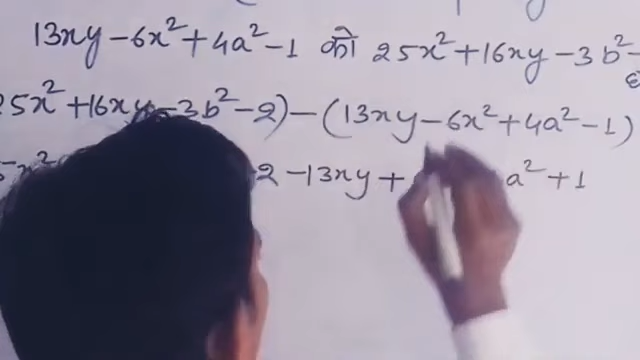 13xy-6x²+4a²-1 को 25x²+16xy-3b²-
25x²+16xy-3b²-2)-(13xy-6x²+4a²-1)
2-13xy+ a²+1